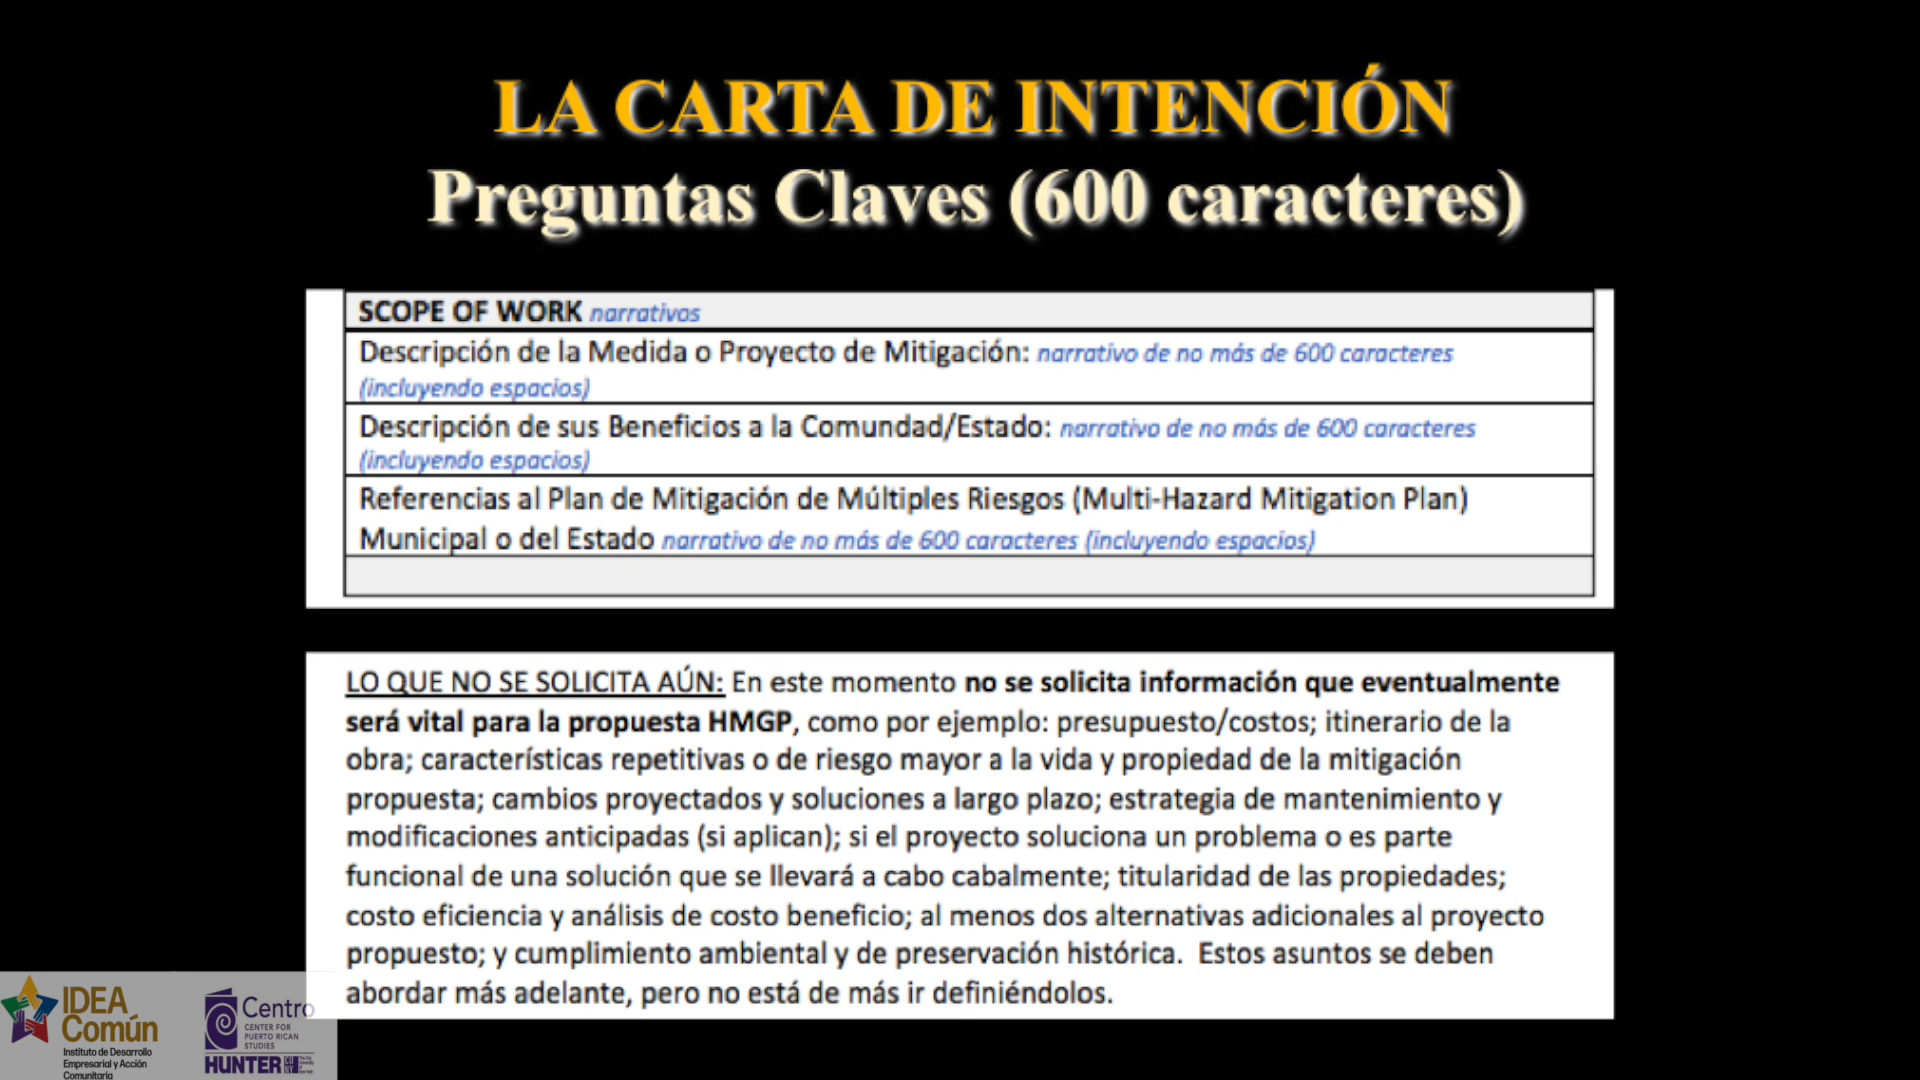 LA CARTA DE INTENCIÓN
Preguntas Claves (600 caracteres)
SCOPE OF WORK narrativos
Descripción de la Medida o Proyecto de Mitigación: narrativo de no más de 600 caracteres
(incluyendo espacios)
Descripción de sus Beneficios a la Comundad/Estado: narrativo de no más de 600 caracteres
(incluyendo espacios)
Referencias al Plan de Mitigación de Múltiples Riesgos (Multi-Hazard Mitigation Plan)
Municipal o del Estado narrativo de no más de 600 caracteres (incluyendo espacios)
LO QUE NO SE SOLICITA AÚN: En este momento no se solicita información que eventualmente
será vital para la propuesta HMGP, como por ejemplo: presupuesto/costos; itinerario de la
obra; características repetitivas o de riesgo mayor a la vida y propiedad de la mitigación
propuesta; cambios proyectados y soluciones a largo plazo; estrategia de mantenimiento y
modificaciones anticipadas (si aplican); si el proyecto soluciona un problema o es parte
funcional de una solución que se llevará a cabo cabalmente; titularidad de las propiedades;
costo eficiencia y análisis de costo beneficio; al menos dos alternativas adicionales al proyecto
propuesto; y cumplimiento ambiental y de preservación histórica. Estos asuntos se deben
abordar más adelante, pero no está de más ir definiéndolos.
IDEA
Común
Instituto de Desarrollo
Empresarial y Acción
Comunitaria
Centro
CENTER FOR
PUERTO RICAN
STUDIES
HUNTER